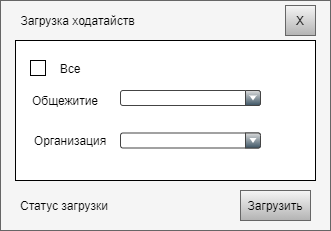 Загрузка ходатайств X
Все
Общежитие
Организация
Статус загрузки Загрузить